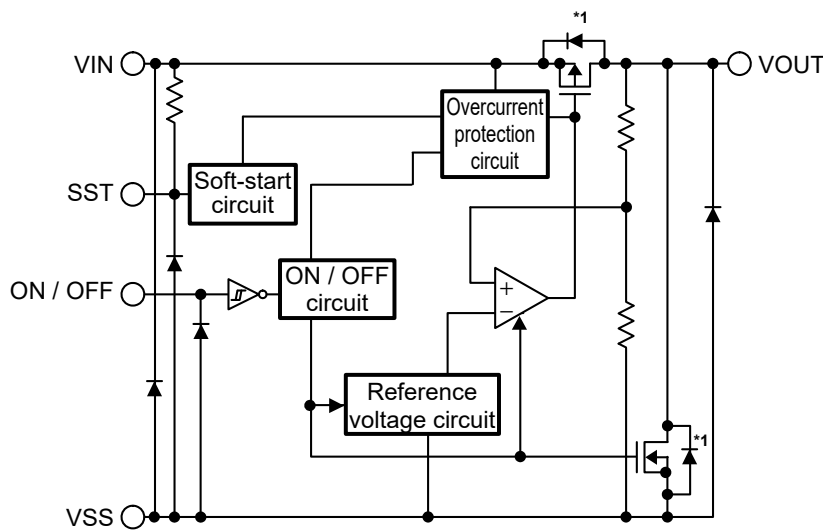 *1
VIN
VOUT
Overcurrent
protection
circuit
SST
Soft-start
circuit
ON / OFF
ON / OFF
circuit
+
−
Reference
voltage circuit
*1
VSS